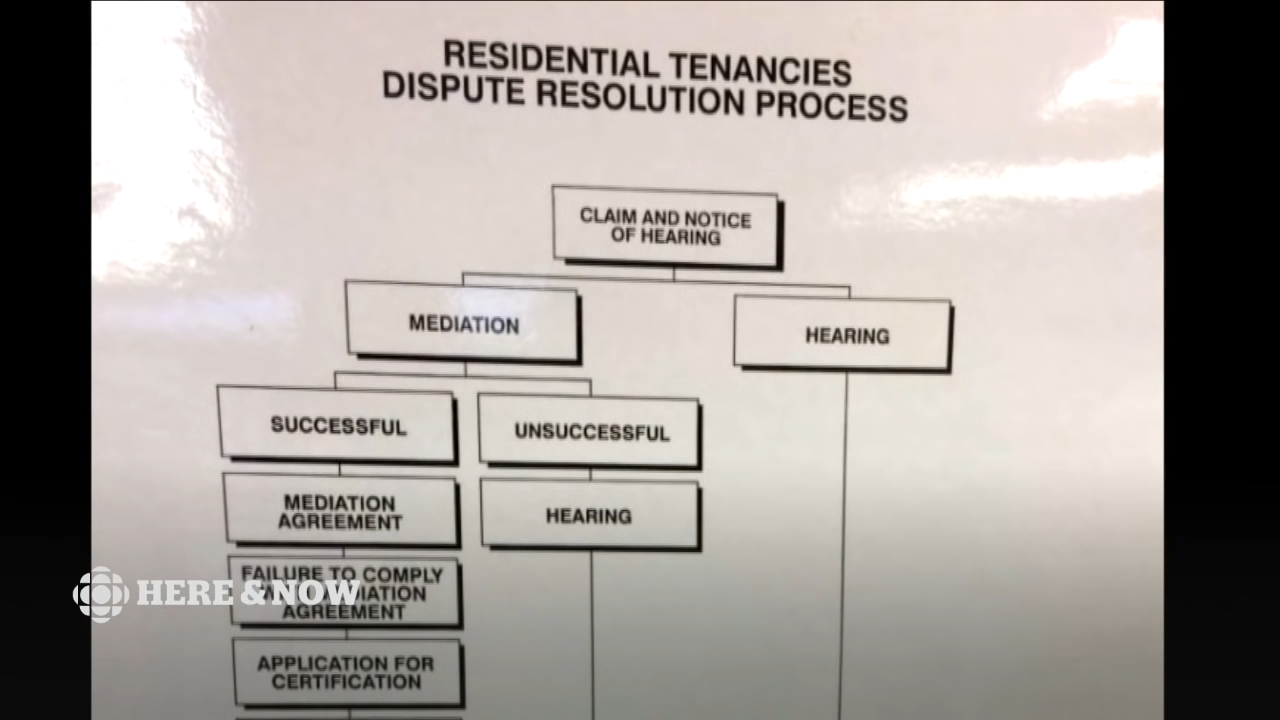 RESIDENTIAL TENANCIES
DISPUTE RESOLUTION PROCESS
CLAIM AND NOTICE
OF HEARING
MEDIATION
HEARING
SUCCESSFUL
UNSUCCESSFUL
MEDIATION
AGREEMENT
HEARING
FAILURE TO COMPLY
AGREEMENT
HERE & NOW
APPLICATION FOR
CERTIFICATION